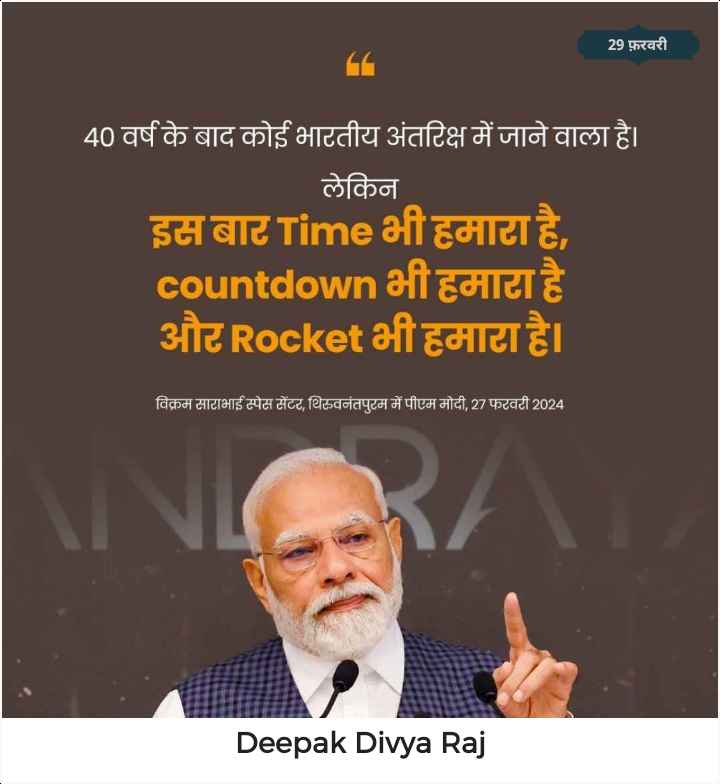 29 फ़रवरी
40 वर्ष के बाद कोई भारतीय अंतरिक्ष में जाने वाला है।
लेकिन
इस बार Time भी हमारा है,
countdown भी हमारा है
और Rocket भी हमारा है।
विक्रम साराभाई स्पेस सेंटर, थिरुवनंतपुरम में पीएम मोदी, 27 फरवरी 2024
ANDRAYA
Deepak Divya Raj